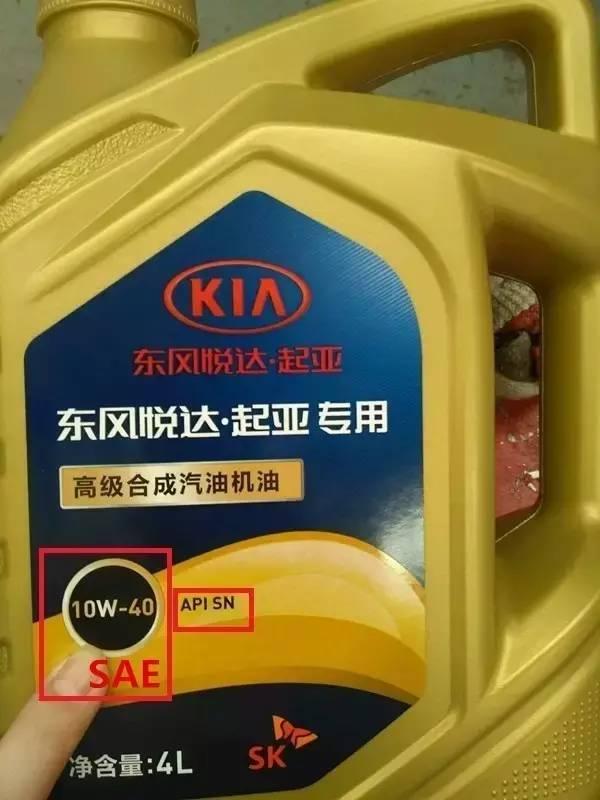 KIA
东风悦达·起亚
东风悦达·起亚 专用
高级合成汽油机油
10W-40
API SN
SAE
SK
净含量:4L